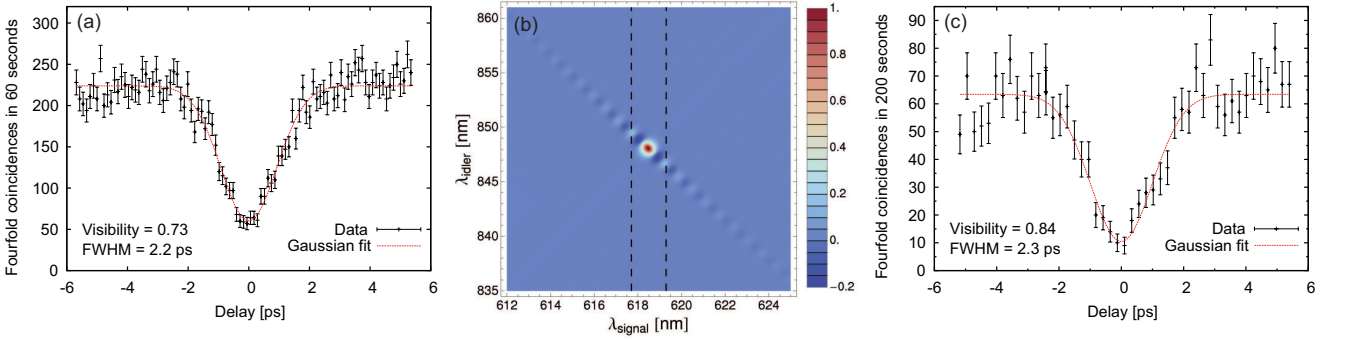 (a)
Fourfold coincidences in 60 seconds
300
250
200
150
100
50
0
Visibility = 0.73
FWHM = 2.2 ps
Data
Gaussian fit
-6 -4 -2 0 2 4 6
Delay [ps]
(b)
λidler [nm]
860
855
850
845
840
835
612 614 616 618 620 622 624
λsignal [nm]
1.
0.8
0.6
0.4
0.2
0.
-0.2
(c)
Fourfold coincidences in 200 seconds
90
80
70
60
50
40
30
20
10
0
Visibility = 0.84
FWHM = 2.3 ps
Data
Gaussian fit
-6 -4 -2 0 2 4 6
Delay [ps]